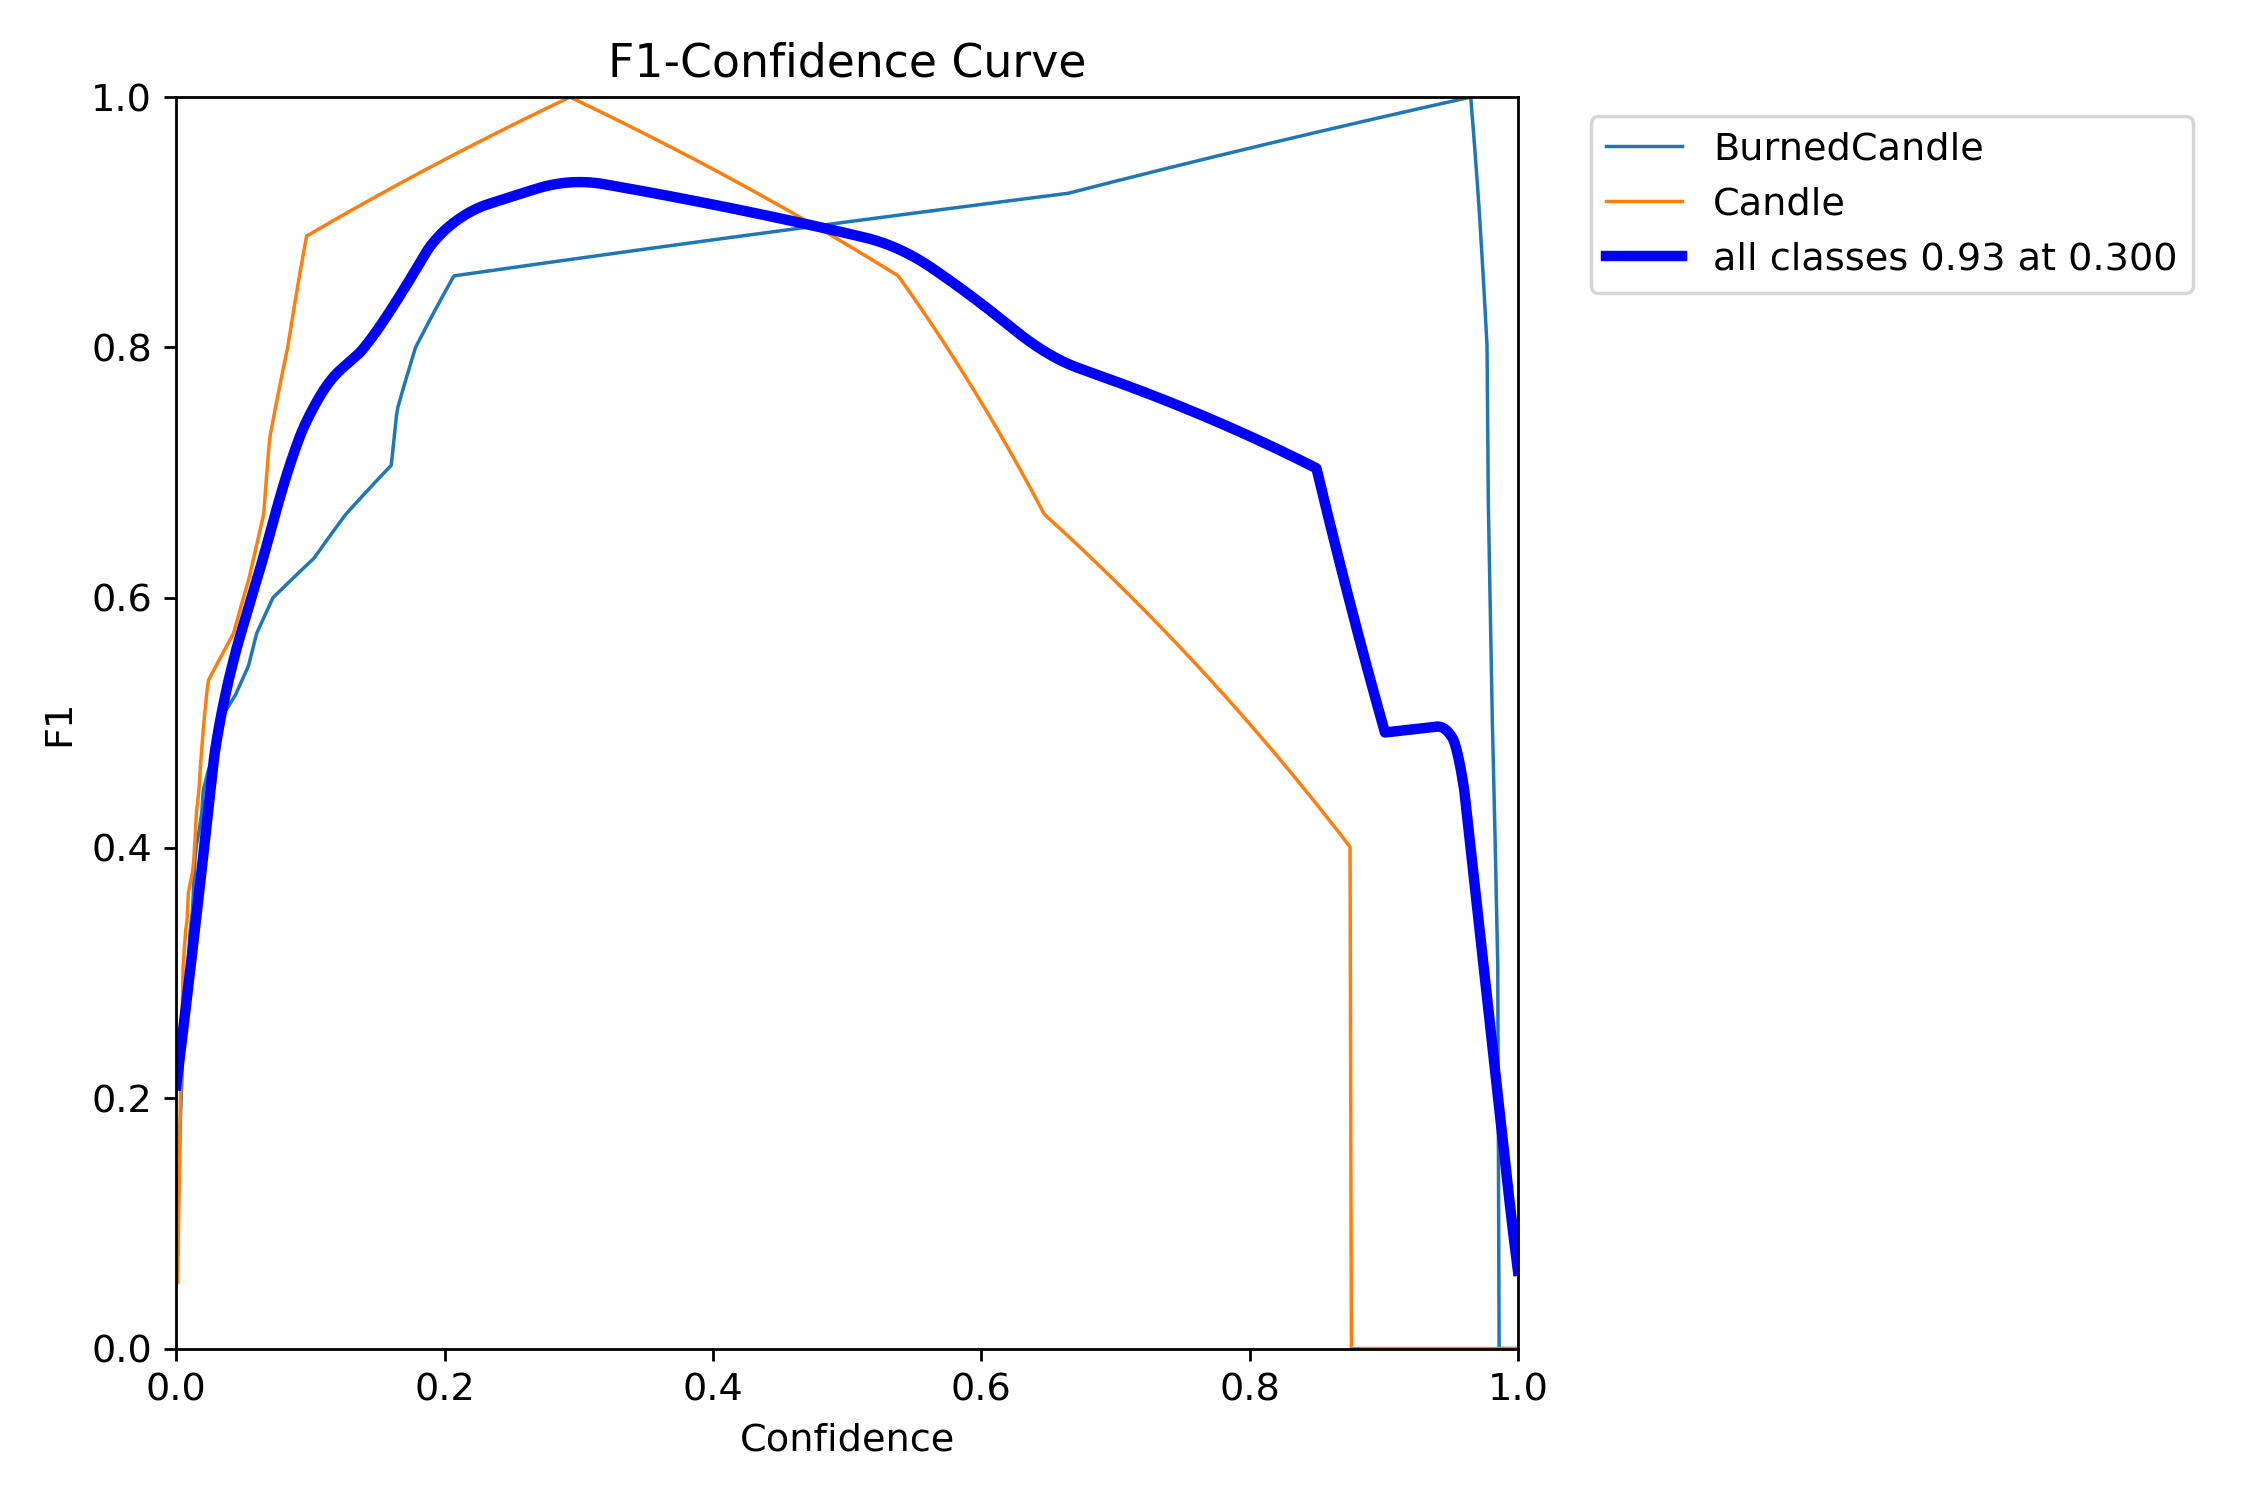 F1-Confidence Curve
1.0
0.8
0.6
0.4
0.2
0.0
F1
0.0 0.2 0.4 0.6 0.8 1.0
Confidence
BurnedCandle
Candle
all classes 0.93 at 0.300